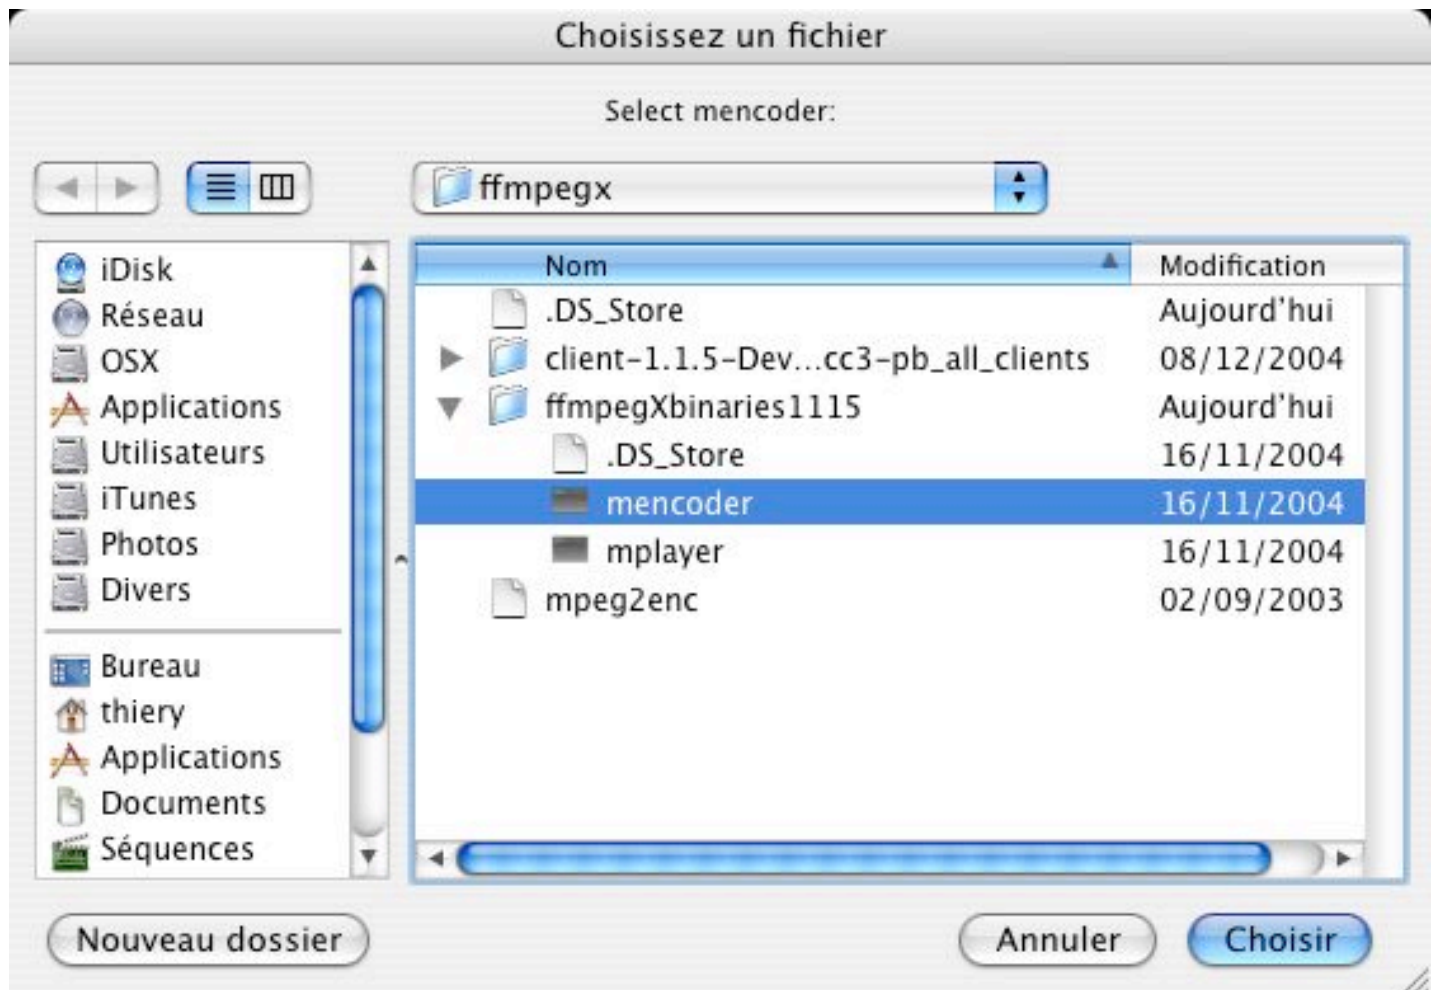 Choisissez un fichier
Select mencoder:
ffmpegx
iDisk
Réseau
OSX
Applications
Utilisateurs
iTunes
Photos
Divers
Bureau
thiery
Applications
Documents
Séquences
Nom Modification
.DS_Store Aujourd'hui
client-1.1.5-Dev...cc3-pb_all_clients 08/12/2004
ffmpegXbinaries1115 Aujourd'hui
.DS_Store 16/11/2004
mencoder 16/11/2004
mplayer 16/11/2004
mpeg2enc 02/09/2003
Nouveau dossier
Annuler
Choisir